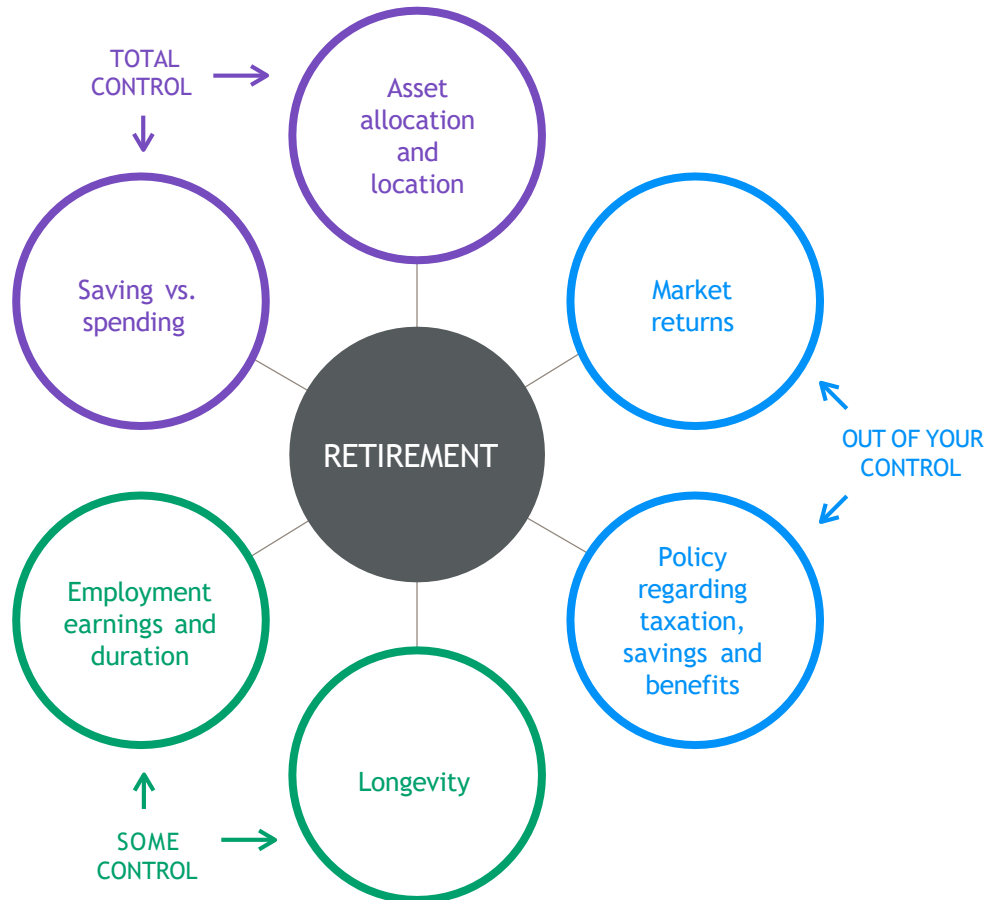 TOTAL
CONTROL
Asset
allocation
and
location
Saving vs.
spending
Market
returns
RETIREMENT
OUT OF YOUR
CONTROL
Employment
earnings and
duration
Policy
regarding
taxation,
savings and
benefits
Longevity
SOME
CONTROL